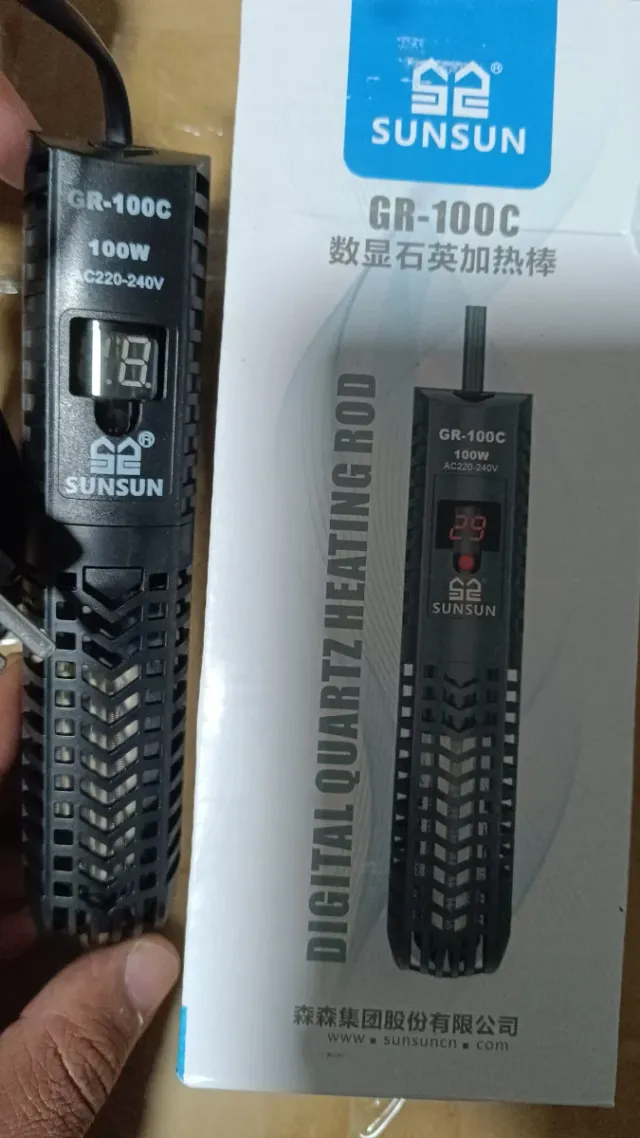 GR-100C
100W
AC220-240V
18
®
SUNSUN
®
SUNSUN
GR-100C
数显石英加热棒
DIGITAL QUARTZ HEATING ROD
GR-100C
100W
AC220-240V
29
SUNSUN
森森集团股份有限公司
www.sunsuncn.com